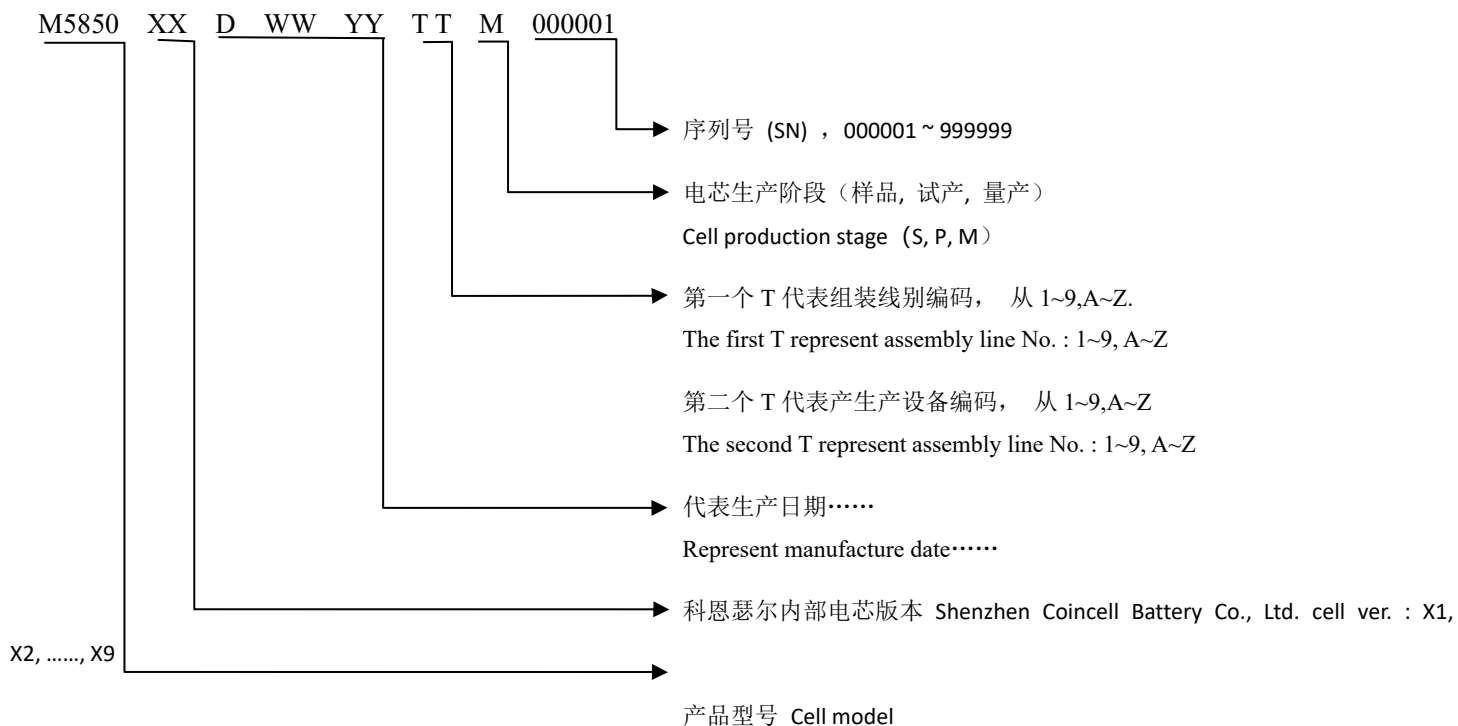 M5850 XX D WW YY T T M 000001
序列号 (SN) ，000001 ~ 999999
电芯生产阶段（样品, 试产, 量产）
Cell production stage（S, P, M）
第一个 T 代表组装线别编码， 从 1~9,A~Z.
The first T represent assembly line No. : 1~9, A~Z
第二个 T 代表产生产设备编码， 从 1~9,A~Z
The second T represent assembly line No. : 1~9, A~Z
代表生产日期……
Represent manufacture date……
科恩瑟尔内部电芯版本 Shenzhen Coincell Battery Co., Ltd. cell ver. : X1,
X2, ……, X9
产品型号 Cell model